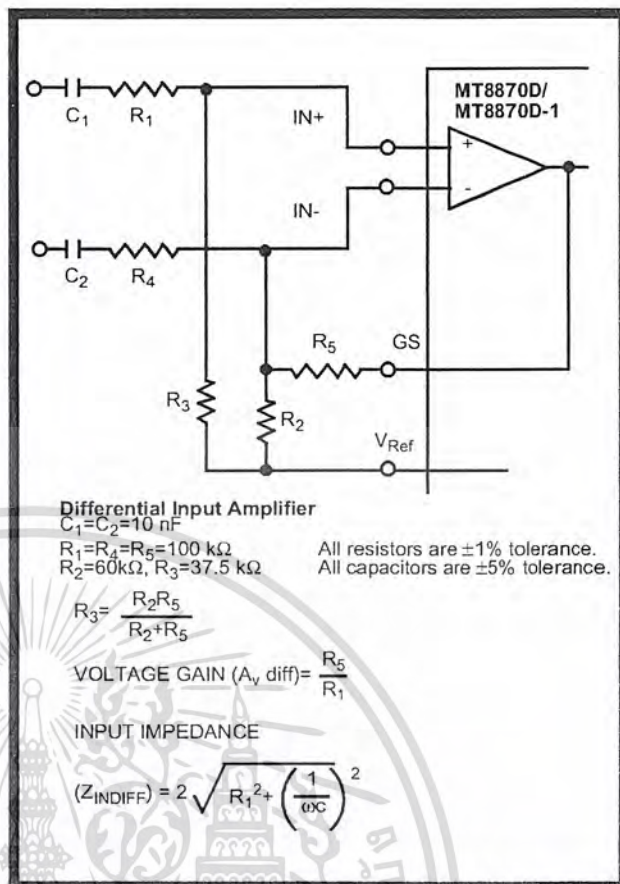 MT8870D/
MT8870D-1
C1 R1 IN+
+
-
IN-
C2 R4
R5 GS
R3 R2
VRef
Differential Input Amplifier
C1=C2=10 nF
R1=R4=R5=100 kΩ All resistors are ±1% tolerance.
R2=60kΩ, R3=37.5 kΩ All capacitors are ±5% tolerance.
R3= R2R5 / R2+R5
VOLTAGE GAIN (Av diff)= R5 / R1
INPUT IMPEDANCE
(ZINDIFF) = 2 √ R1² + (1 / ωc)²